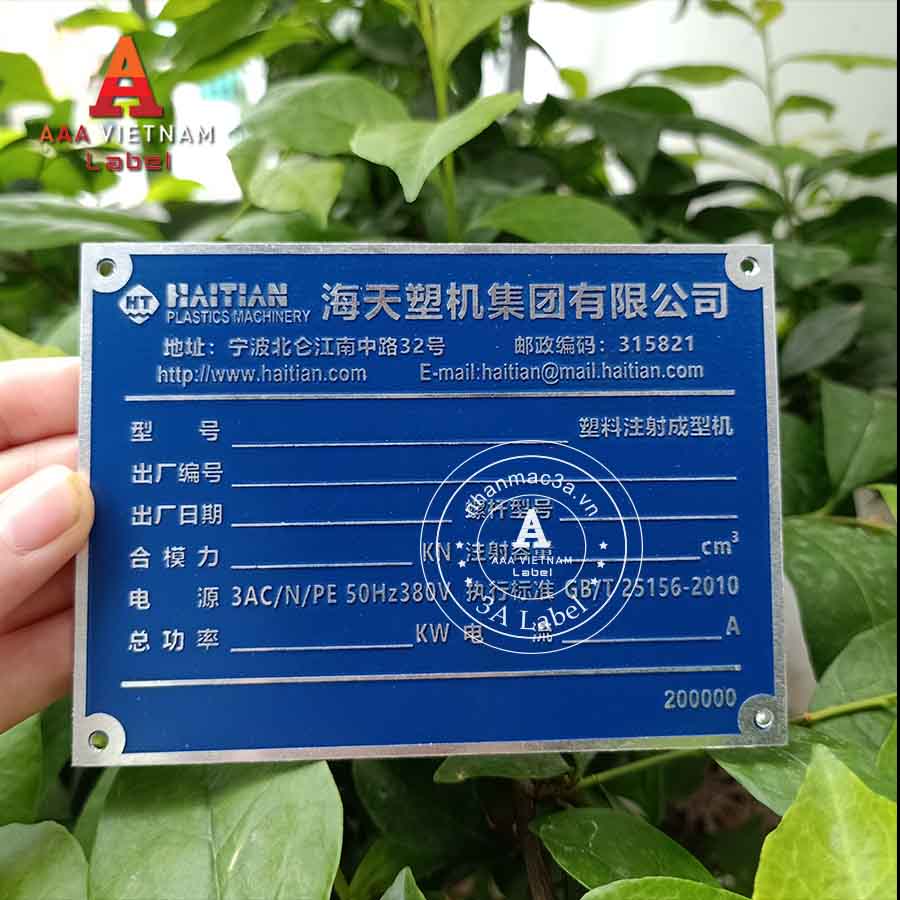 A
AAA VIETNAM
Label
HT HAITIAN 海天塑机集团有限公司
PLASTICS MACHINERY
地址：宁波北仑江南中路32号 邮政编码：315821
http://www.haitian.com E-mail:haitian@mail.haitian.com
型 号 塑料注射成型机
出厂编号
出厂日期 螺杆型号
合模力 KN 注射容量 cm³
电 源 3AC/N/PE 50Hz380V 执行标准 GB/T 25156-2010
总功率 KW 电 流 A
200000
nhanmac3a.vn
A
AAA VIETNAM
Label
3A Label